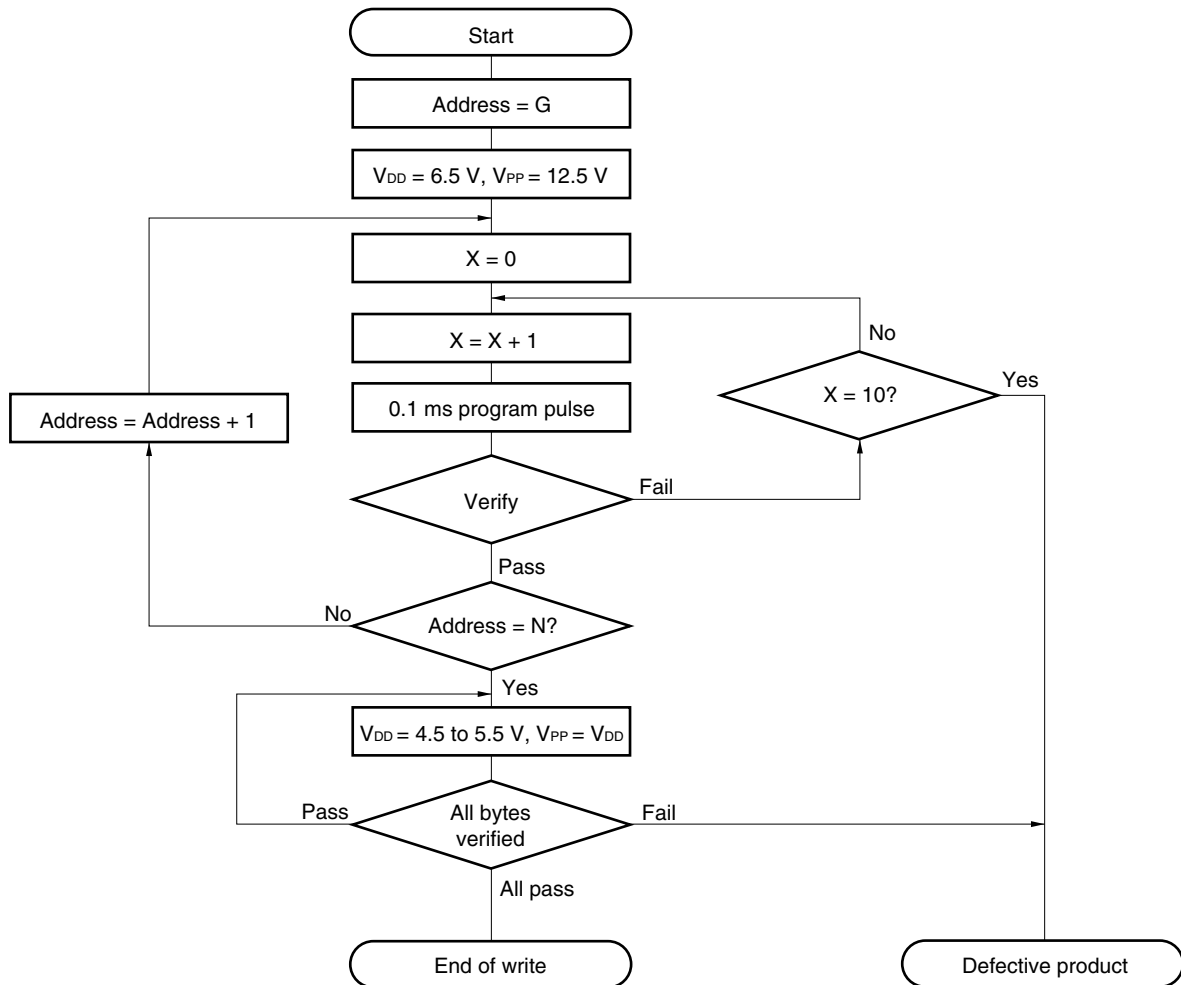 Start
Address = G
VDD = 6.5 V, VPP = 12.5 V
X = 0
X = X + 1
No
X = 10?
Yes
Address = Address + 1
0.1 ms program pulse
Verify
Fail
Pass
No
Address = N?
Yes
VDD = 4.5 to 5.5 V, VPP = VDD
Pass
All bytes
verified
Fail
All pass
End of write
Defective product